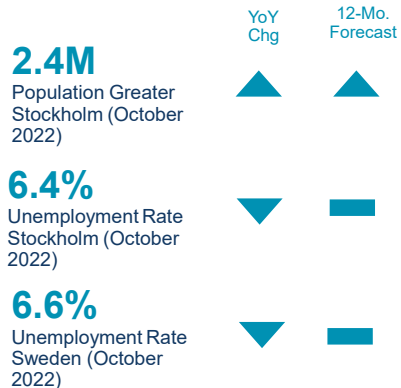 YoY
Chg
12-Mo.
Forecast
2.4M
Population Greater
Stockholm (October
2022)
6.4%
Unemployment Rate
Stockholm (October
2022)
6.6%
Unemployment Rate
Sweden (October
2022)